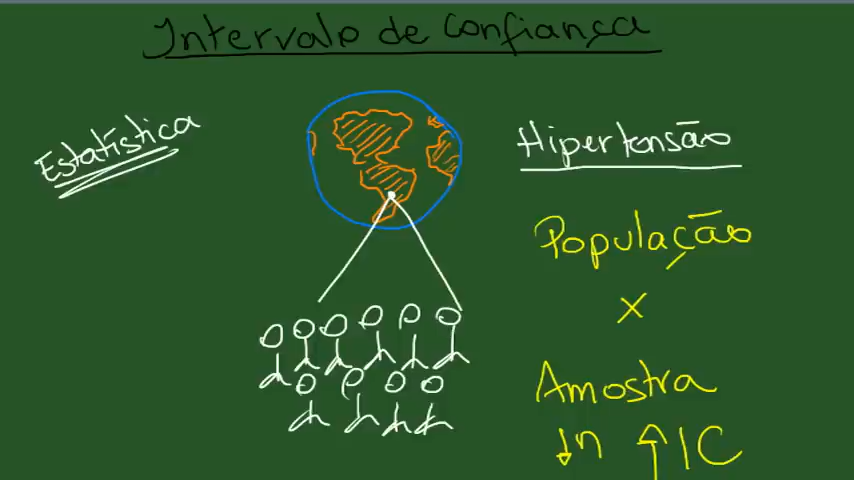 Intervalo de confiança
Estatística
Hipertensão
População
×
Amostra
↓n ↑IC